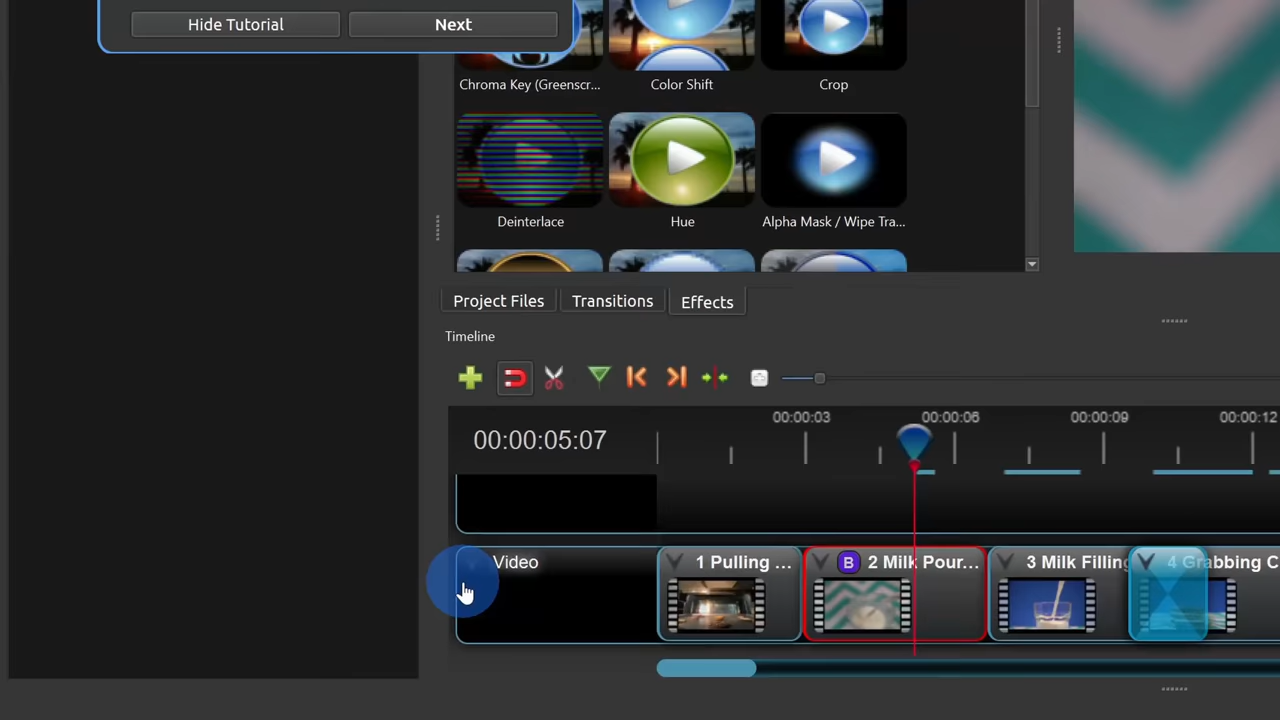 Hide Tutorial
Next
Chroma Key (Greenscr...
Color Shift
Crop
Deinterlace
Hue
Alpha Mask / Wipe Tra...
Project Files
Transitions
Effects
Timeline
00:00:05:07
00:00:03
00:00:06
00:00:09
00:00:12
Video
1 Pulling ...
B 2 Milk Pour...
3 Milk Filling
4 Grabbing C